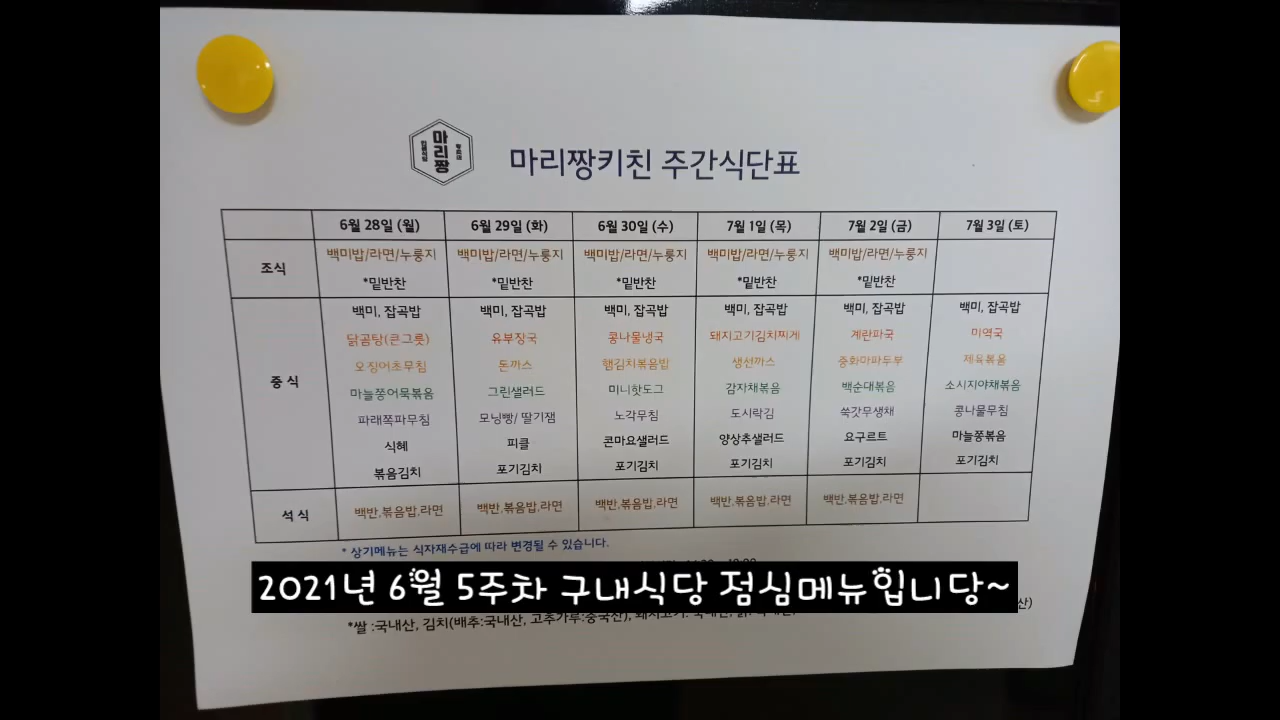 마리짱
마리짱키친 주간식단표
6월 28일 (월) 6월 29일 (화) 6월 30일 (수) 7월 1일 (목) 7월 2일 (금) 7월 3일 (토)
조식 백미밥/라면/누룽지 백미밥/라면/누룽지 백미밥/라면/누룽지 백미밥/라면/누룽지 백미밥/라면/누룽지
*밑반찬 *밑반찬 *밑반찬 *밑반찬 *밑반찬
중식 백미, 잡곡밥 백미, 잡곡밥 백미, 잡곡밥 백미, 잡곡밥 백미, 잡곡밥 백미, 잡곡밥
닭곰탕(큰그릇) 유부장국 콩나물냉국 돼지고기김치찌게 계란파국 미역국
오징어초무침 돈까스 햄김치볶음밥 생선까스 중화마파두부 제육볶음
마늘쫑어묵볶음 그린샐러드 미니핫도그 감자채볶음 백순대볶음 소시지야채볶음
파래쪽파무침 모닝빵/ 딸기잼 노각무침 도시락김 쑥갓무생채 콩나물무침
식혜 피클 콘마요샐러드 양상추샐러드 요구르트 마늘쫑볶음
볶음김치 포기김치 포기김치 포기김치 포기김치 포기김치
석식 백반,볶음밥,라면 백반,볶음밥,라면 백반,볶음밥,라면 백반,볶음밥,라면 백반,볶음밥,라면
* 상기메뉴는 식자재수급에 따라 변경될 수 있습니다.
2021년 6월 5주차 구내식당 점심메뉴입니당~
*쌀 :국내산, 김치(배추:국내산, 고추가루:중국산),